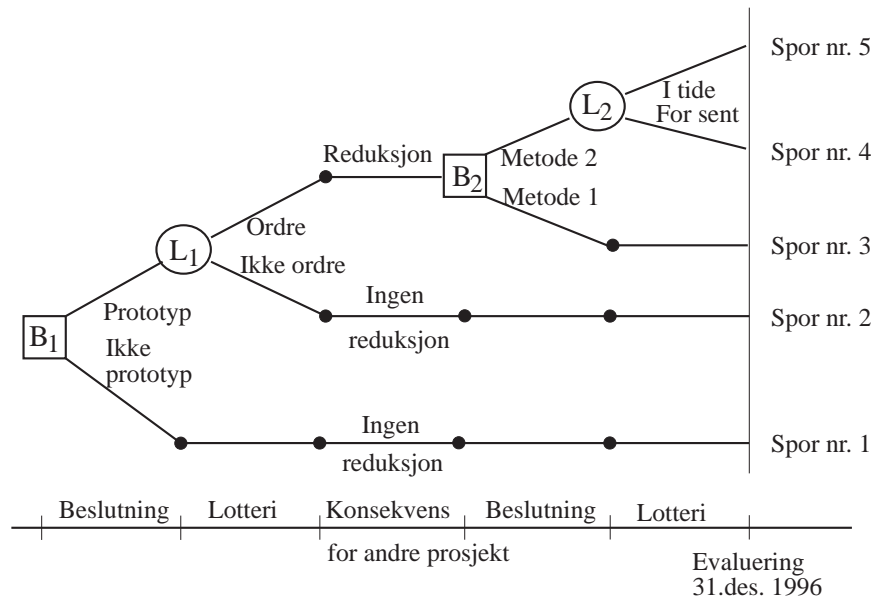 Spor nr. 5
I tide
For sent
L2
Spor nr. 4
Reduksjon
Metode 2
B2
Metode 1
Ordre
L1
Ikke ordre
Spor nr. 3
Ingen
reduksjon
Spor nr. 2
Prototyp
B1
Ikke
prototyp
Ingen
reduksjon
Spor nr. 1
Beslutning Lotteri Konsekvens Beslutning Lotteri
for andre prosjekt
Evaluering
31.des. 1996